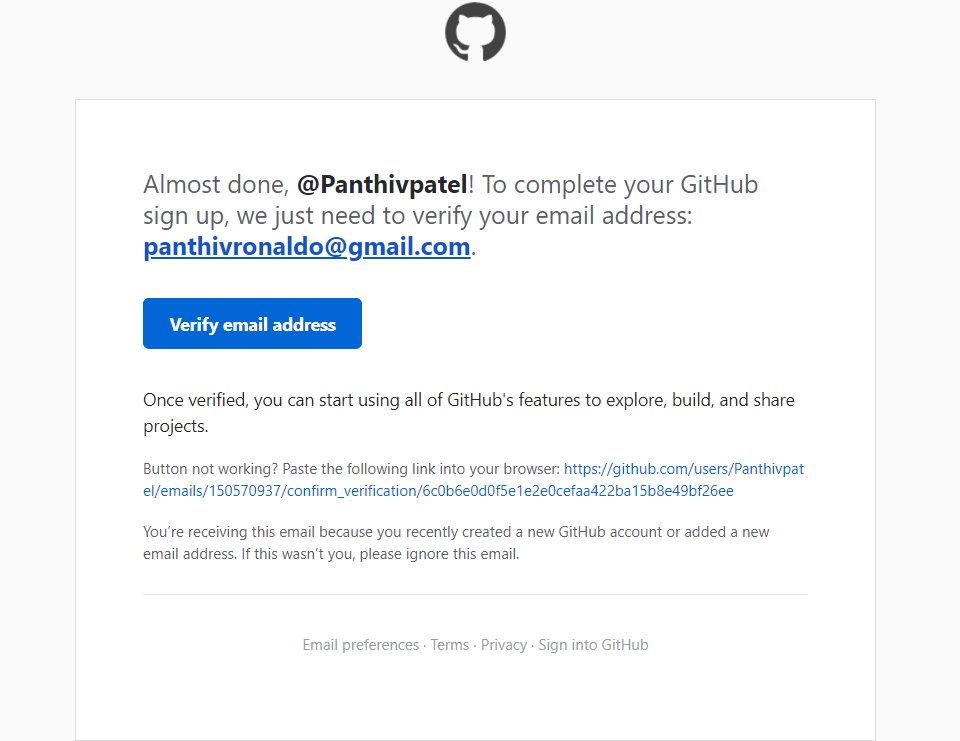 Almost done, @Panthivpatel! To complete your GitHub
sign up, we just need to verify your email address:
panthivronaldo@gmail.com.
Verify email address
Once verified, you can start using all of GitHub's features to explore, build, and share
projects.
Button not working? Paste the following link into your browser: https://github.com/users/Panthivpat
el/emails/150570937/confirm_verification/6c0b6e0d0f5e1e2e0cefaa422ba15b8e49bf26ee
You’re receiving this email because you recently created a new GitHub account or added a new
email address. If this wasn’t you, please ignore this email.
Email preferences · Terms · Privacy · Sign into GitHub